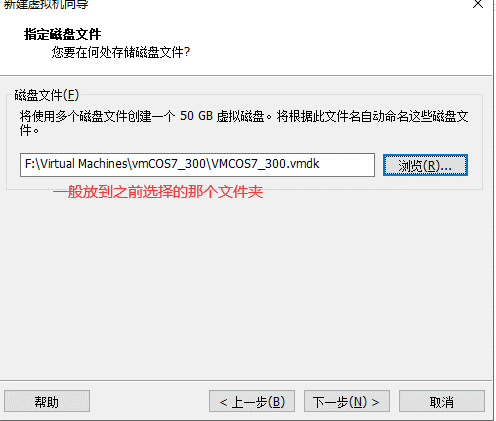 新建虚拟机向导
指定磁盘文件
您要在何处存储磁盘文件?
磁盘文件(F)
将使用多个磁盘文件创建一个 50 GB 虚拟磁盘。将根据此文件名自动命名这些磁盘文
件。
F:\Virtual Machines\vmCOS7_300\VMCOS7_300.vmdk
浏览(R)...
一般放到之前选择的那个文件夹
帮助
< 上一步(B)
下一步(N) >
取消